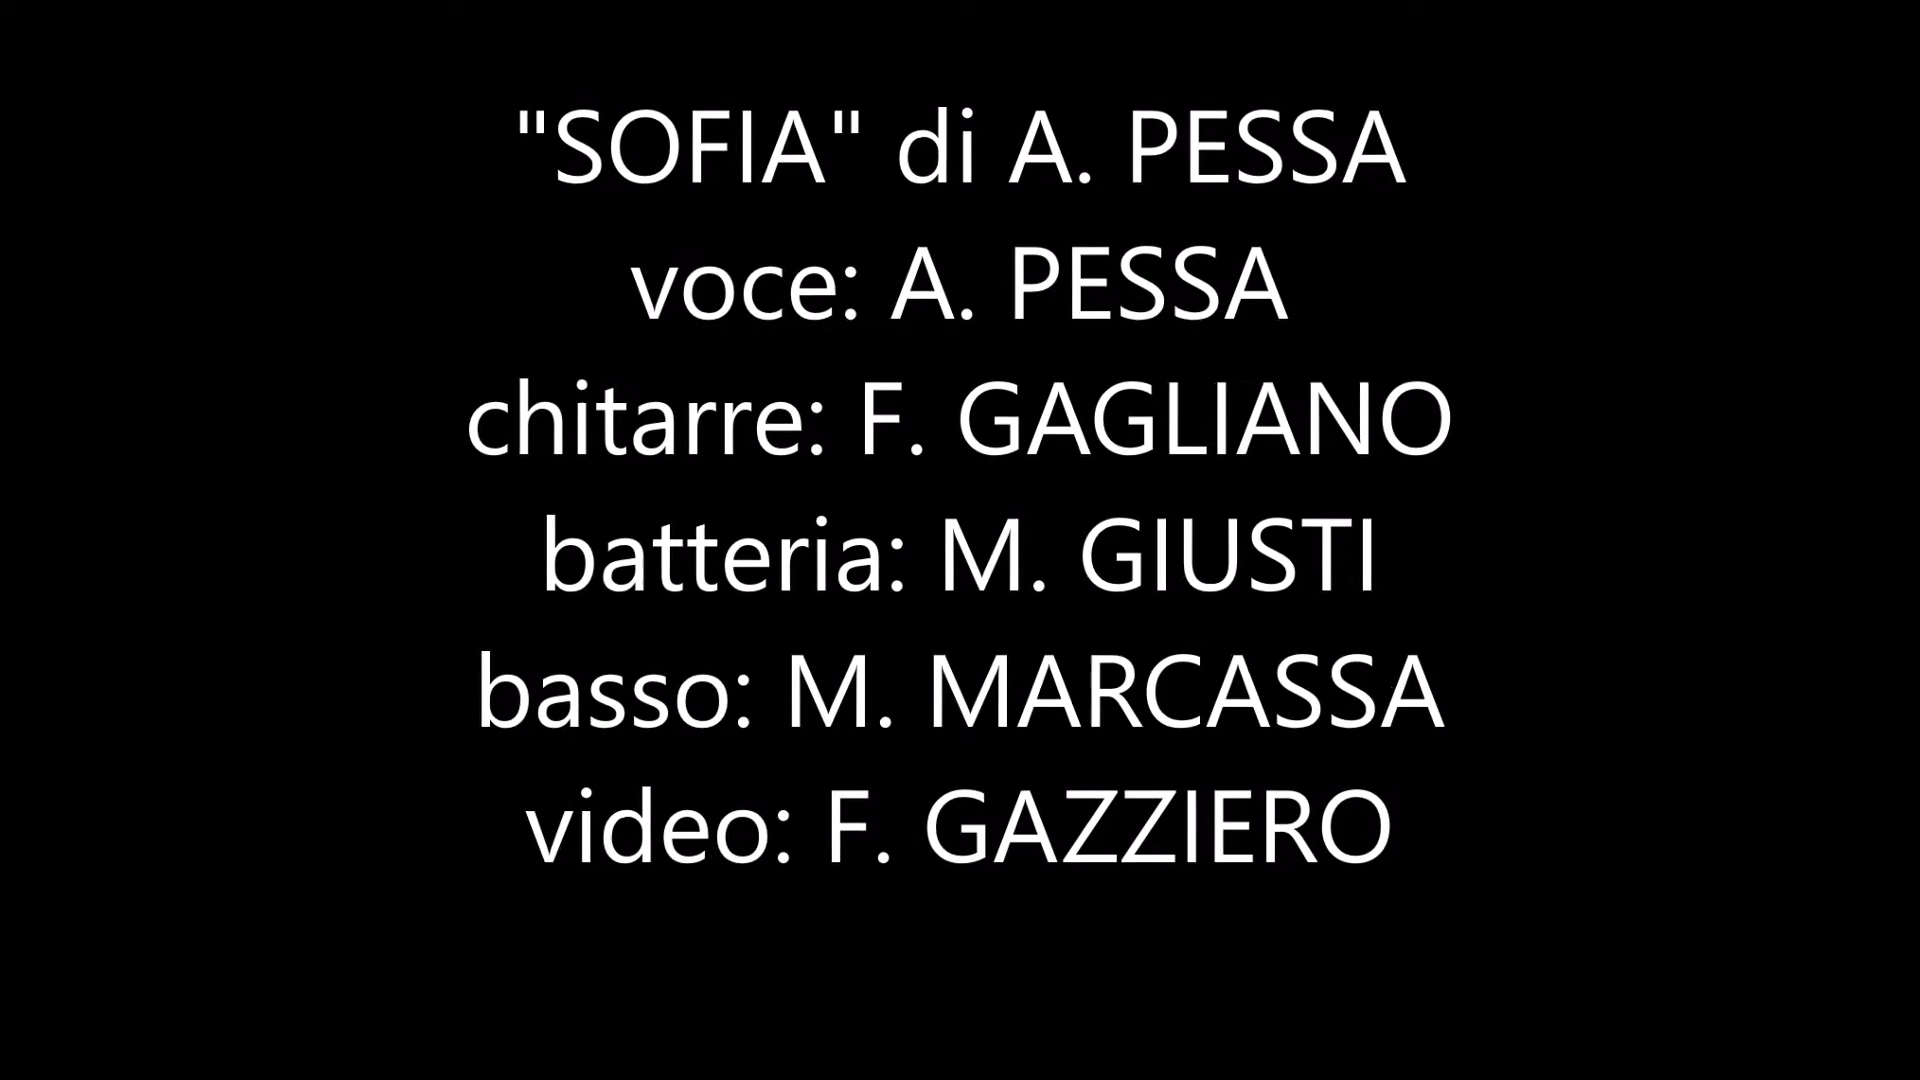 "SOFIA" di A. PESSA
voce: A. PESSA
chitarre: F. GAGLIANO
batteria: M. GIUSTI
basso: M. MARCASSA
video: F. GAZZIERO